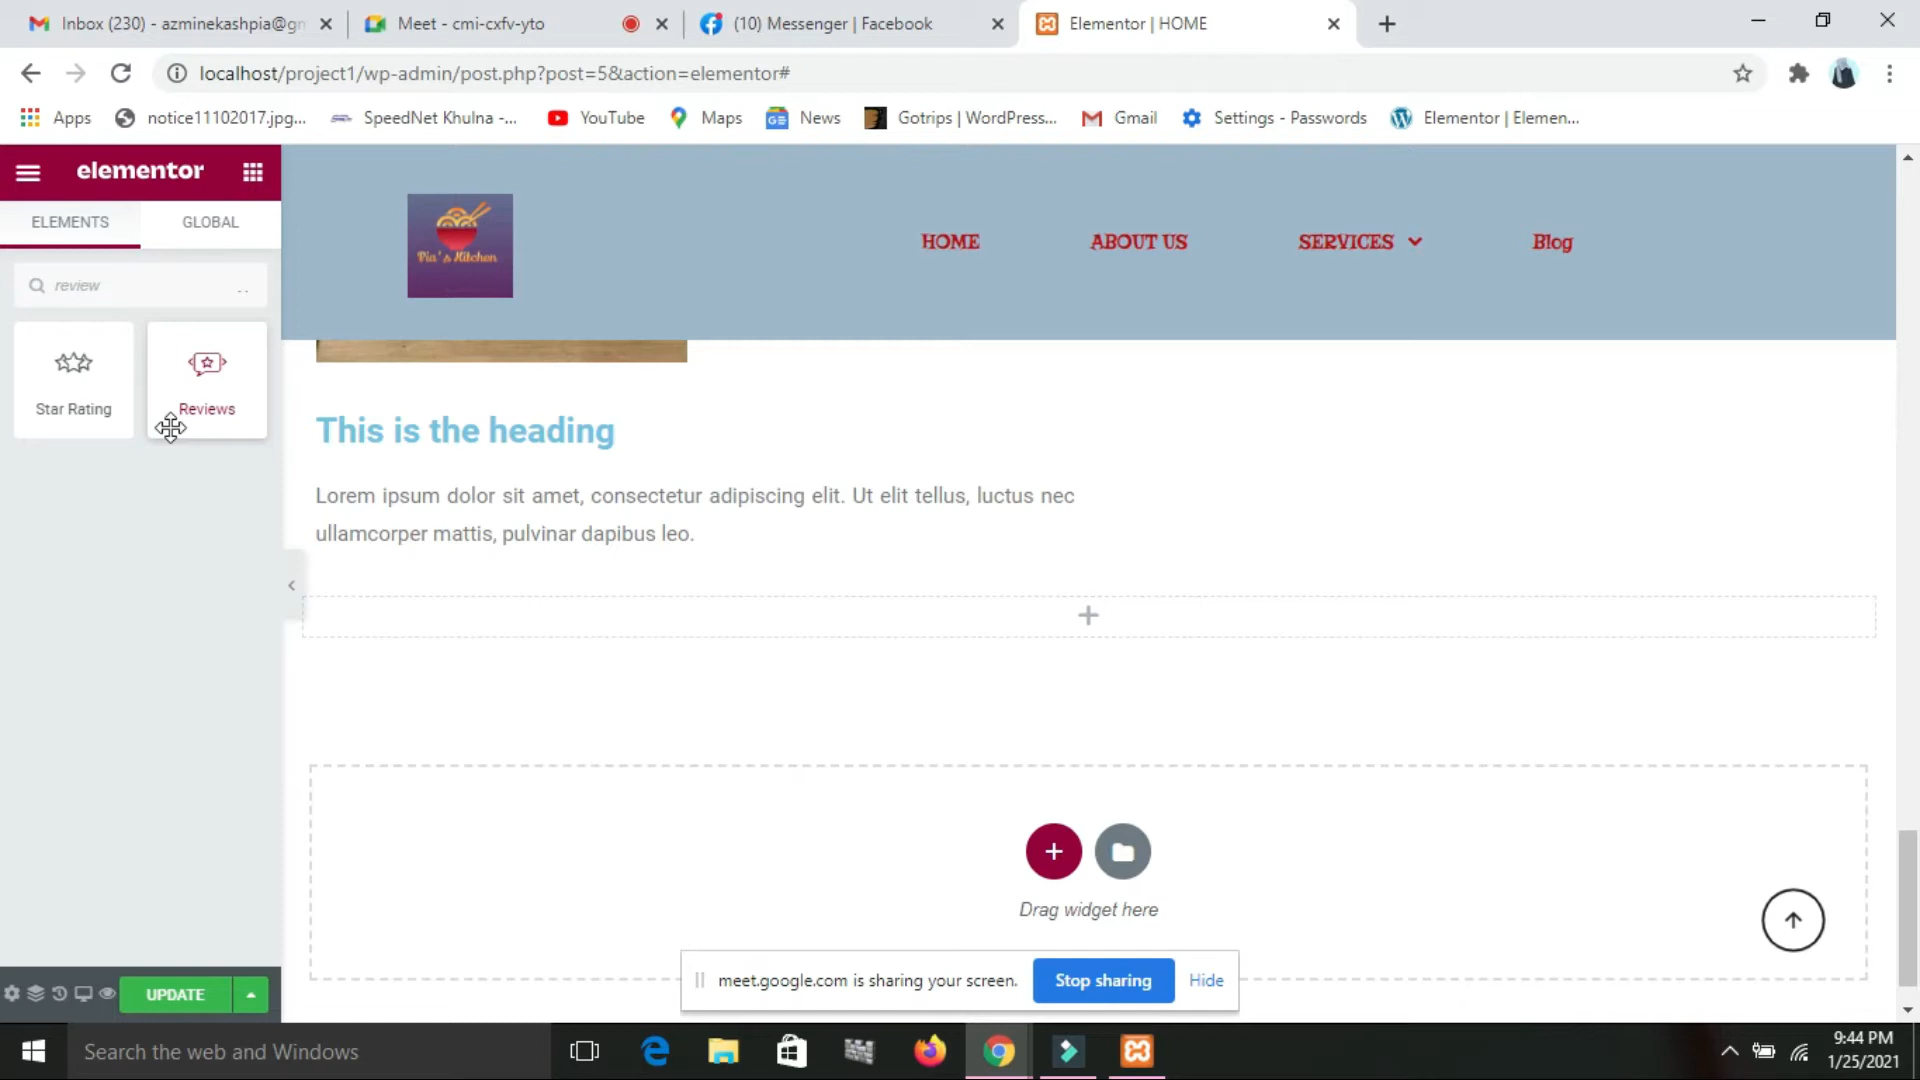 Inbox (230) - azminekashpia@gm
Meet - cmi-cxfv-yto
(10) Messenger | Facebook
Elementor | HOME
localhost/project1/wp-admin/post.php?post=5&action=elementor#
Apps
notice11102017.jpg...
SpeedNet Khulna -...
YouTube
Maps
News
Gotrips | WordPress...
Gmail
Settings - Passwords
Elementor | Elemen...
elementor
ELEMENTS
GLOBAL
review
Star Rating
Reviews
Pia's Kitchen
HOME
ABOUT US
SERVICES
Blog
This is the heading
Lorem ipsum dolor sit amet, consectetur adipiscing elit. Ut elit tellus, luctus nec
ullamcorper mattis, pulvinar dapibus leo.
Drag widget here
meet.google.com is sharing your screen.
Stop sharing
Hide
UPDATE
Search the web and Windows
9:44 PM
1/25/2021